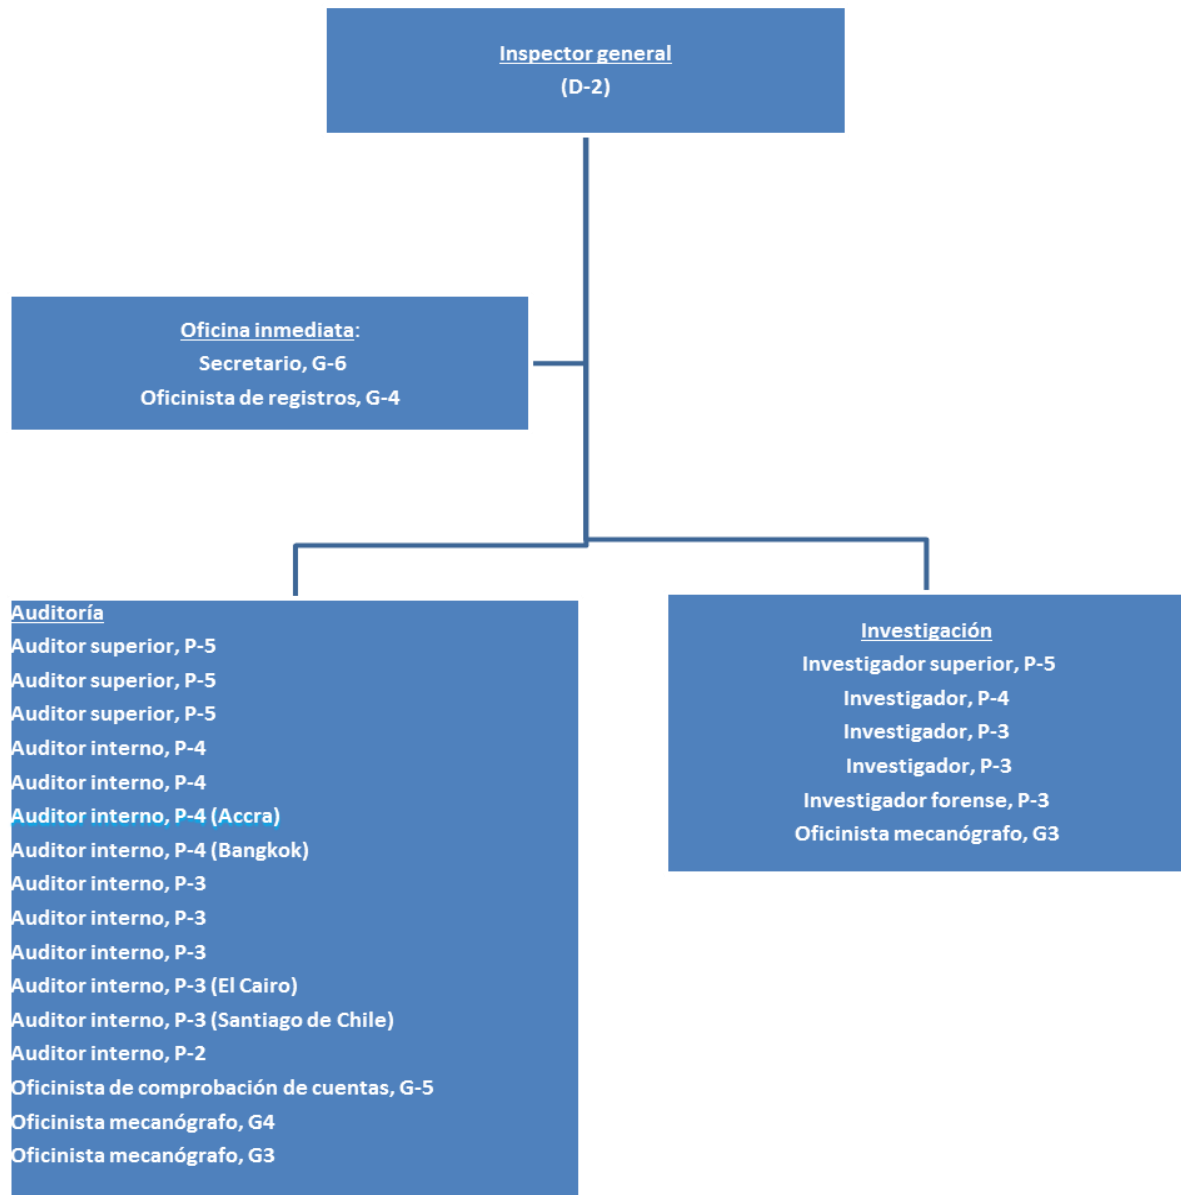 Inspector general
(D-2)
Oficina inmediata:
Secretario, G-6
Oficinista de registros, G-4
Auditoría
Auditor superior, P-5
Auditor superior, P-5
Auditor superior, P-5
Auditor interno, P-4
Auditor interno, P-4
Auditor interno, P-4 (Accra)
Auditor interno, P-4 (Bangkok)
Auditor interno, P-3
Auditor interno, P-3
Auditor interno, P-3
Auditor interno, P-3 (El Cairo)
Auditor interno, P-3 (Santiago de Chile)
Auditor interno, P-2
Oficinista de comprobación de cuentas, G-5
Oficinista mecanógrafo, G4
Oficinista mecanógrafo, G3
Investigación
Investigador superior, P-5
Investigador, P-4
Investigador, P-3
Investigador, P-3
Investigador forense, P-3
Oficinista mecanógrafo, G3